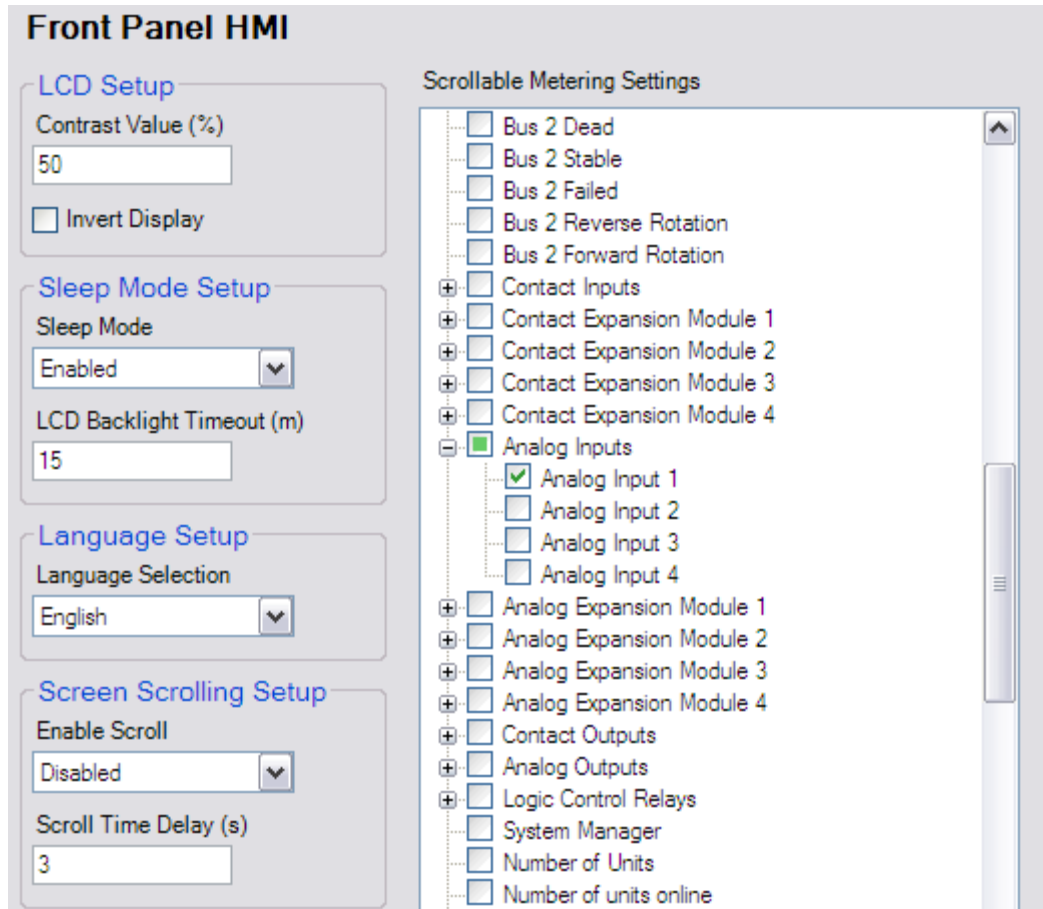 Front Panel HMI
LCD Setup
Contrast Value (%)
50
Invert Display
Sleep Mode Setup
Sleep Mode
Enabled
LCD Backlight Timeout (m)
15
Language Setup
Language Selection
English
Screen Scrolling Setup
Enable Scroll
Disabled
Scroll Time Delay (s)
3
Scrollable Metering Settings
Bus 2 Dead
Bus 2 Stable
Bus 2 Failed
Bus 2 Reverse Rotation
Bus 2 Forward Rotation
Contact Inputs
Contact Expansion Module 1
Contact Expansion Module 2
Contact Expansion Module 3
Contact Expansion Module 4
Analog Inputs
Analog Input 1
Analog Input 2
Analog Input 3
Analog Input 4
Analog Expansion Module 1
Analog Expansion Module 2
Analog Expansion Module 3
Analog Expansion Module 4
Contact Outputs
Analog Outputs
Logic Control Relays
System Manager
Number of Units
Number of units online